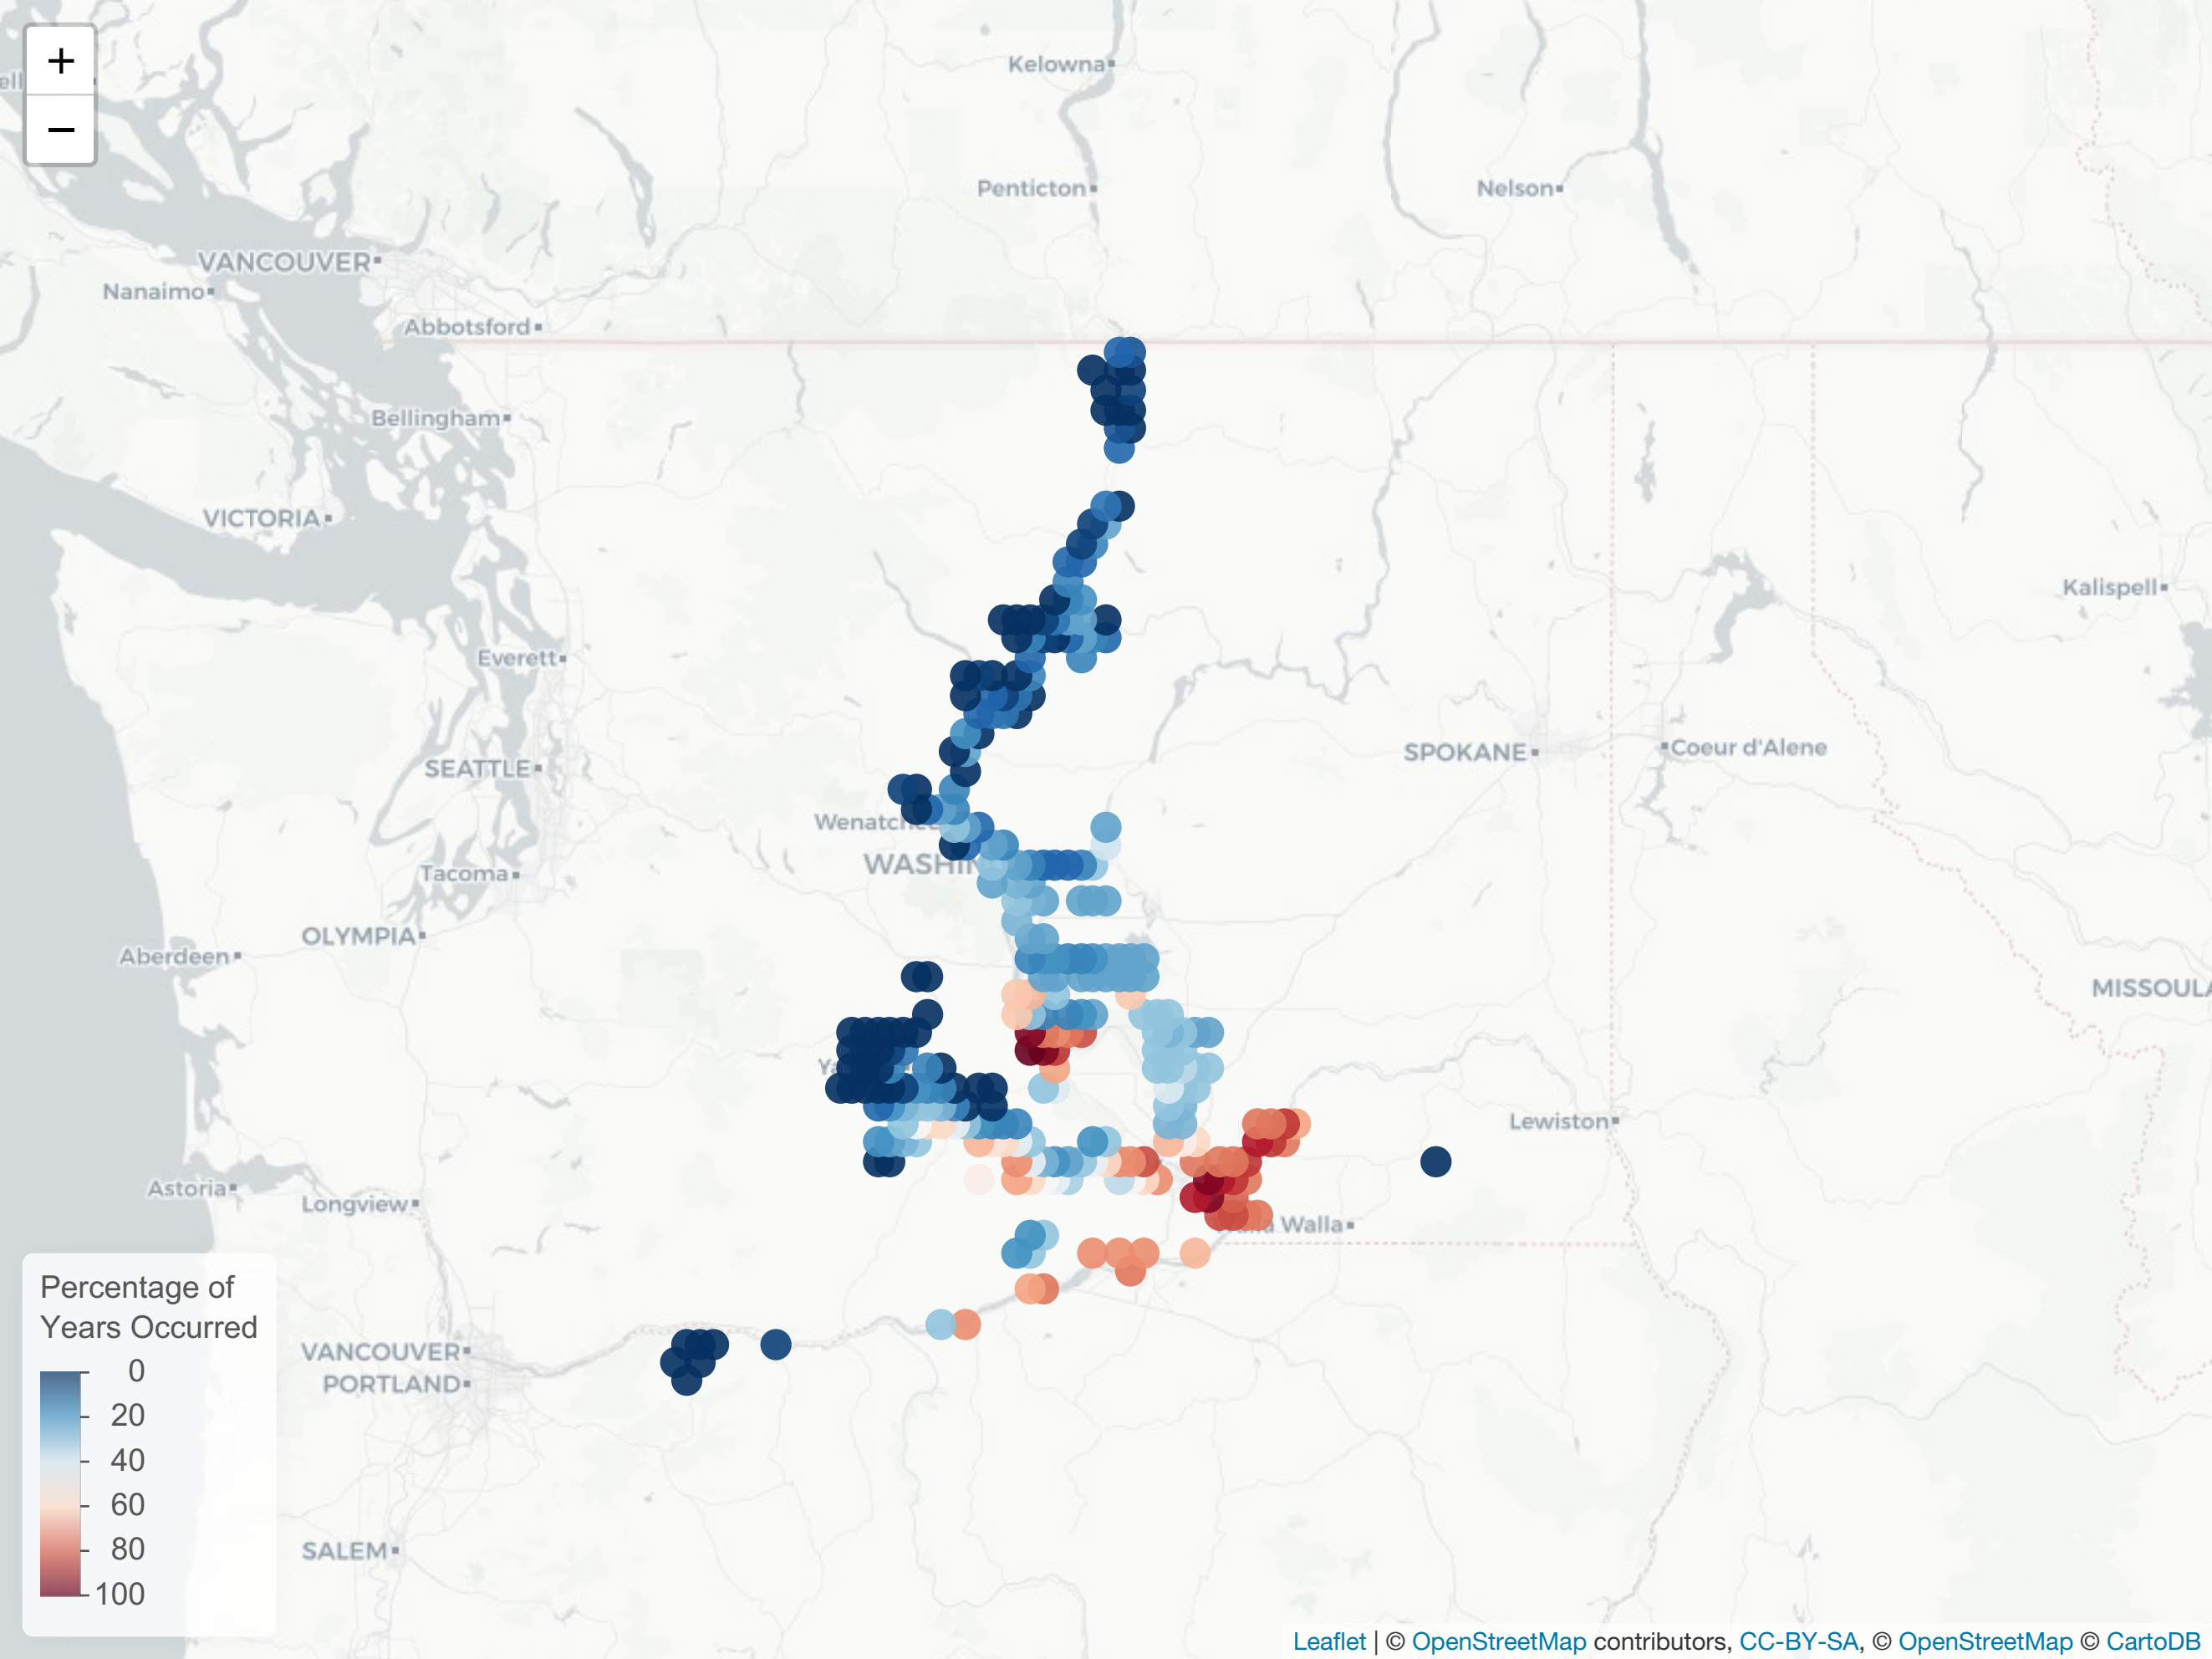 +
Kelowna
−
Penticton
Nelson
VANCOUVER
Nanaimo
Abbotsford
Bellingham
VICTORIA
Kalispell
Everett
SPOKANE
Coeur d'Alene
SEATTLE
Tacoma
OLYMPIA
Aberdeen
MISSOULA
Lewiston
Astoria
Longview
Walla
Percentage of
Years Occurred
0
20
40
60
80
100
VANCOUVER
PORTLAND
SALEM
Leaflet | © OpenStreetMap contributors, CC-BY-SA, © OpenStreetMap © CartoDB